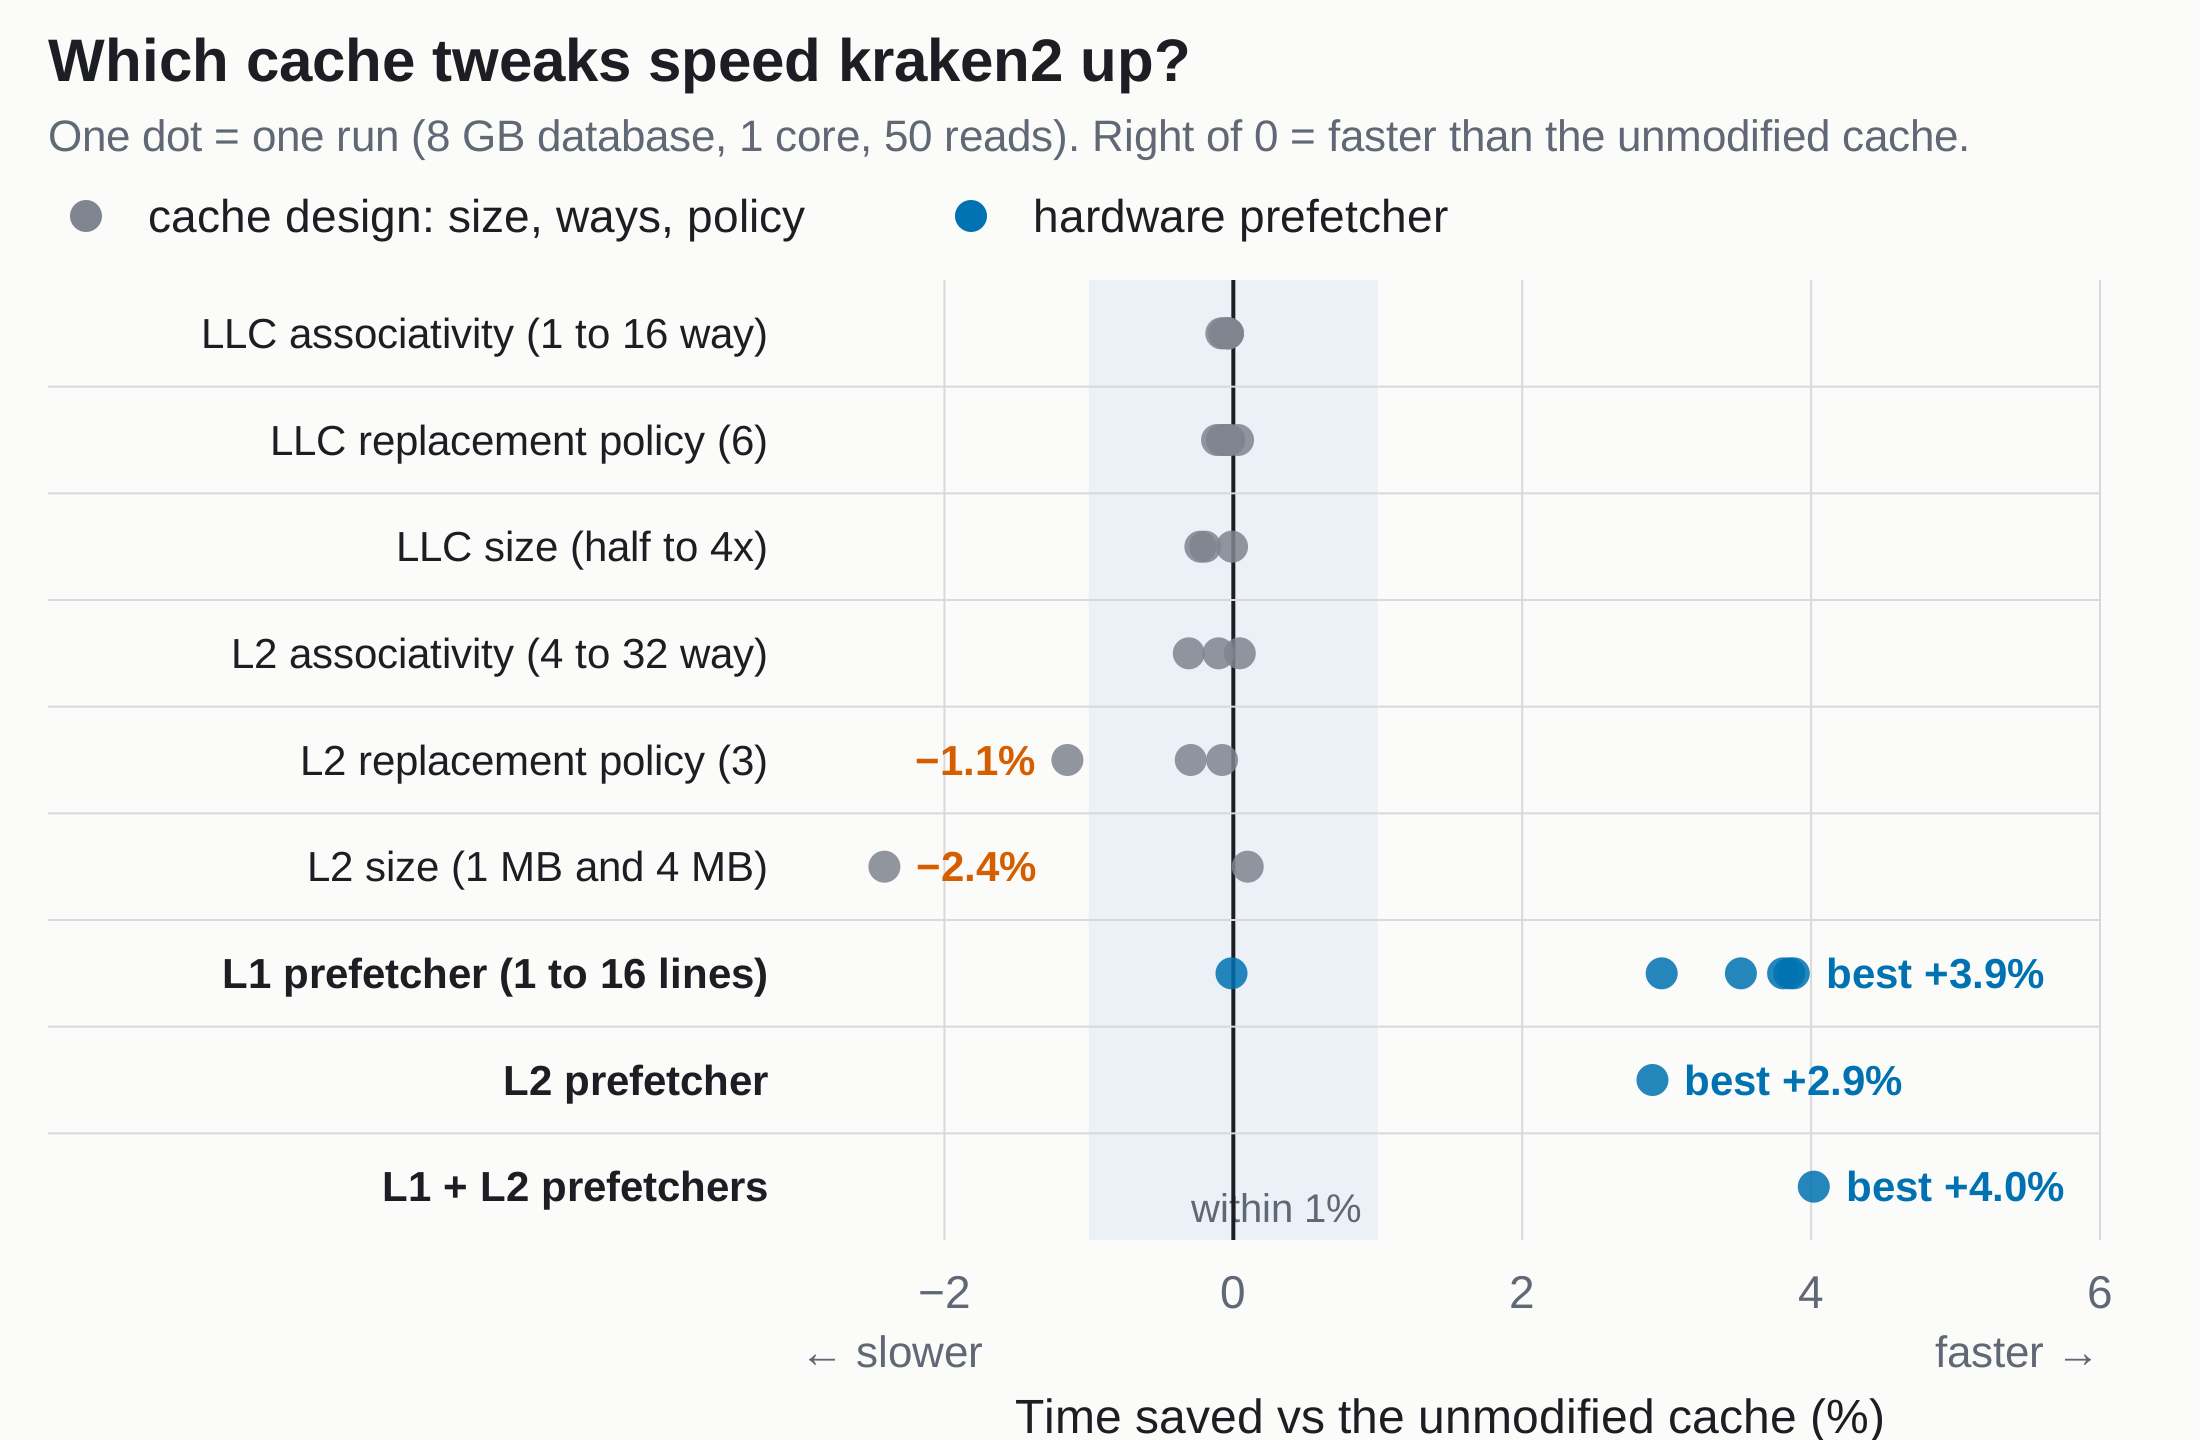 Which cache tweaks speed kraken2 up?
One dot = one run (8 GB database, 1 core, 50 reads). Right of 0 = faster than the unmodified cache.
cache design: size, ways, policy
hardware prefetcher
LLC associativity (1 to 16 way)
LLC replacement policy (6)
LLC size (half to 4x)
L2 associativity (4 to 32 way)
L2 replacement policy (3)
−1.1%
L2 size (1 MB and 4 MB)
−2.4%
L1 prefetcher (1 to 16 lines)
best +3.9%
L2 prefetcher
best +2.9%
L1 + L2 prefetchers
best +4.0%
within 1%
−2 0 2 4 6
← slower
faster →
Time saved vs the unmodified cache (%)